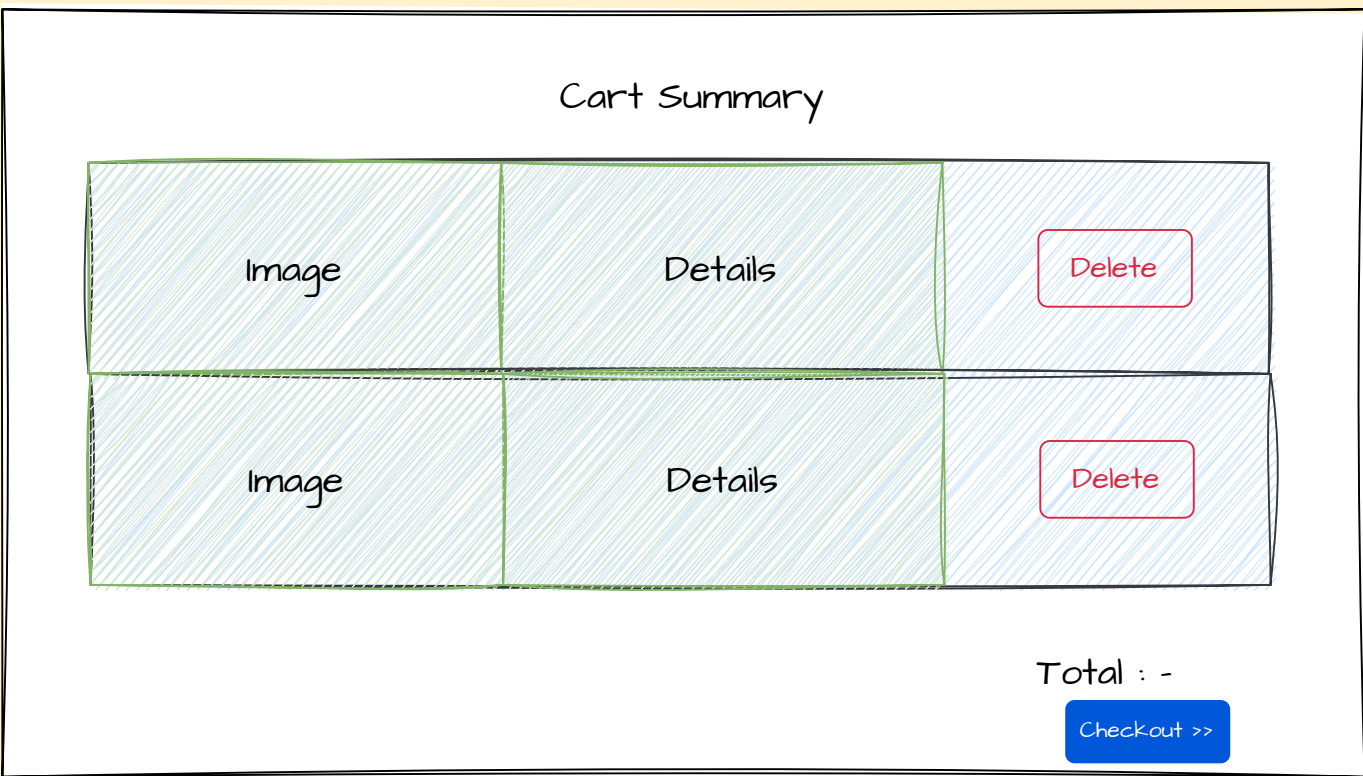 Cart Summary
Image
Details
Delete
Image
Details
Delete
Total : -
Checkout >>